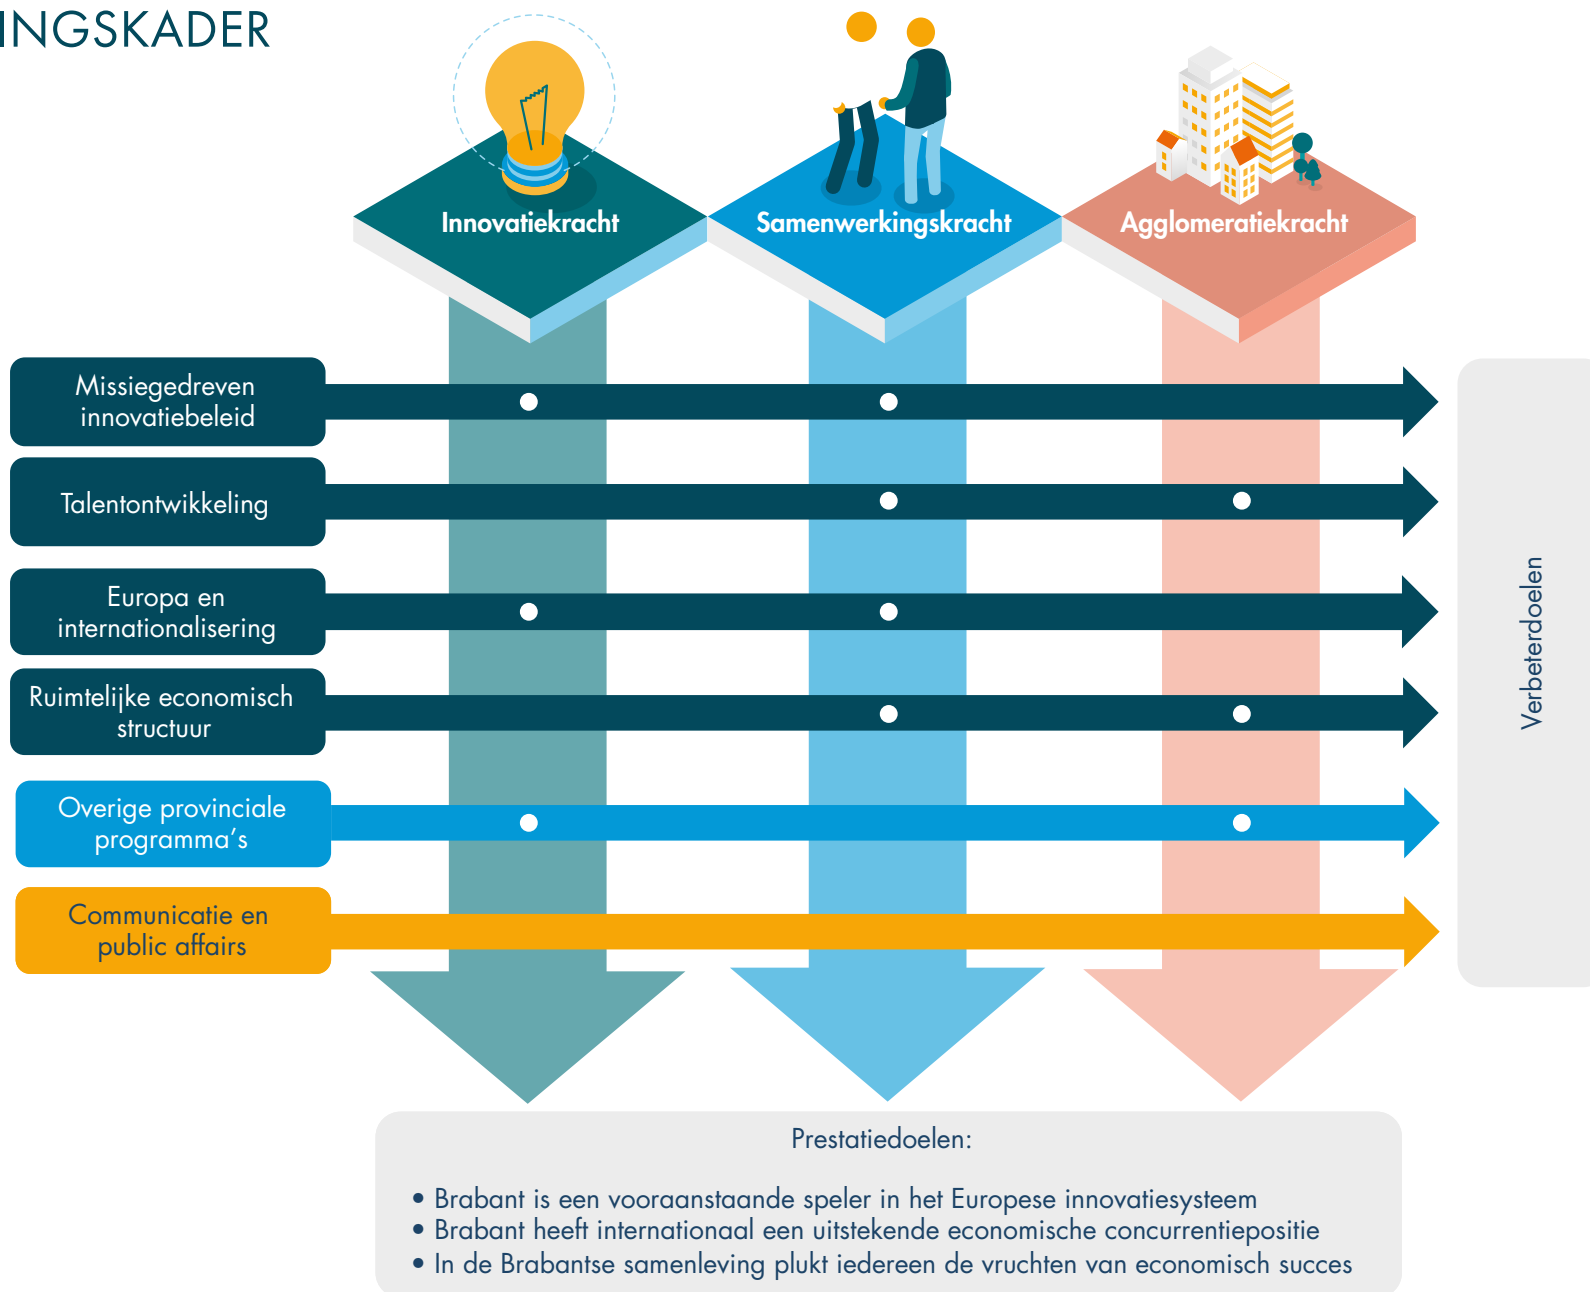 INGSKADER
Innovatiekracht
Samenwerkingskracht
Agglomeratiekracht
Missiegedreven
innovatiebeleid
Talentontwikkeling
Europa en
internationalisering
Ruimtelijke economisch
structuur
Overige provinciale
programma's
Communicatie en
public affairs
Verbeterdoelen
Prestatiedoelen:
• Brabant is een vooraanstaande speler in het Europese innovatiesysteem
• Brabant heeft internationaal een uitstekende economische concurrentiepositie
• In de Brabantse samenleving plukt iedereen de vruchten van economisch succes